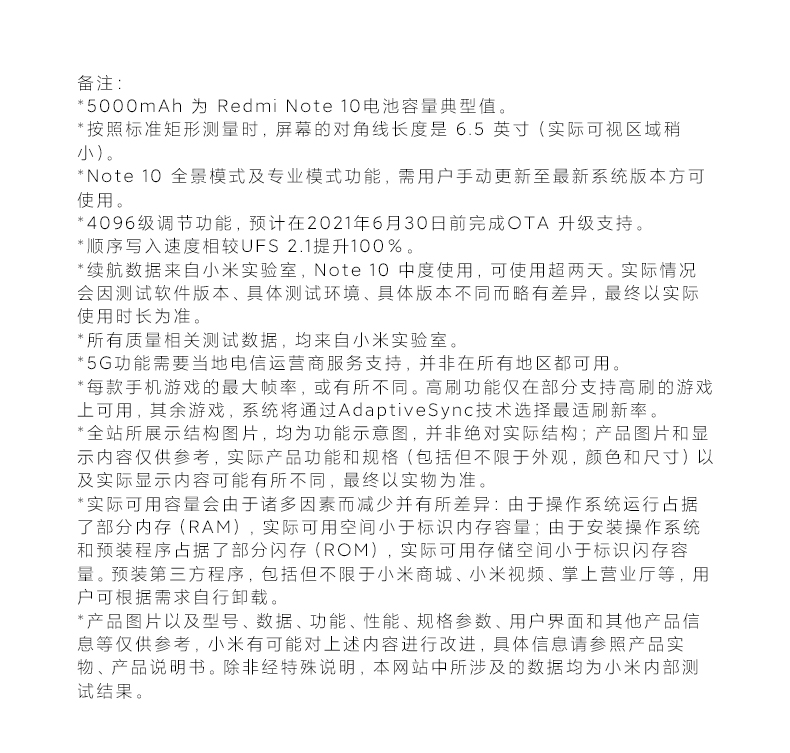 备注：
*5000mAh 为 Redmi Note 10电池容量典型值。
*按照标准矩形测量时，屏幕的对角线长度是 6.5 英寸（实际可视区域稍
小）。
*Note 10 全景模式及专业模式功能，需用户手动更新至最新系统版本方可
使用。
*4096级调节功能，预计在2021年6月30日前完成OTA 升级支持。
*顺序写入速度相较UFS 2.1提升100%。
*续航数据来自小米实验室，Note 10 中度使用，可使用超两天。实际情况
会因测试软件版本、具体测试环境、具体版本不同而略有差异，最终以实际
使用时长为准。
*所有质量相关测试数据，均来自小米实验室。
*5G功能需要当地电信运营商服务支持，并非在所有地区都可用。
*每款手机游戏的最大帧率，或有所不同。高刷功能仅在部分支持高刷的游戏
上可用，其余游戏，系统将通过AdaptiveSync技术选择最适刷新率。
*全站所展示结构图片，均为功能示意图，并非绝对实际结构；产品图片和显
示内容仅供参考，实际产品功能和规格（包括但不限于外观，颜色和尺寸）以
及实际显示内容可能有所不同，最终以实物为准。
*实际可用容量会由于诸多因素而减少并有所差异：由于操作系统运行占据
了部分内存（RAM），实际可用空间小于标识内存容量；由于安装操作系统
和预装程序占据了部分闪存（ROM），实际可用存储空间小于标识闪存容
量。预装第三方程序，包括但不限于小米商城、小米视频、掌上营业厅等，用
户可根据需求自行卸载。
*产品图片以及型号、数据、功能、性能、规格参数、用户界面和其他产品信
息等仅供参考，小米有可能对上述内容进行改进，具体信息请参照产品实
物、产品说明书。除非经特殊说明，本网站中所涉及的数据均为小米内部测
试结果。